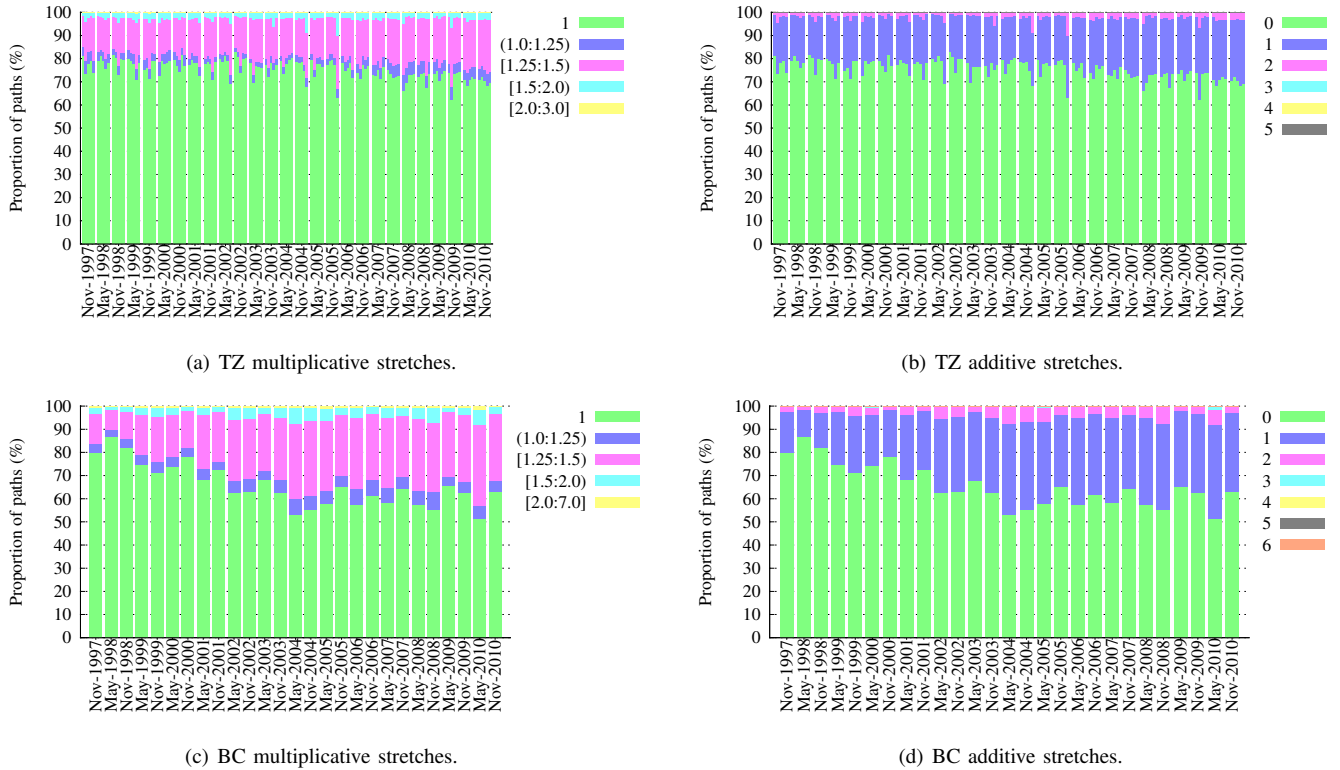 Proportion of paths (%)
100
90
80
70
60
50
40
30
20
10
0
Nov-1997
May-1998
Nov-1998
May-1999
Nov-1999
May-2000
Nov-2000
May-2001
Nov-2001
May-2002
Nov-2002
May-2003
Nov-2003
May-2004
Nov-2004
May-2005
Nov-2005
May-2006
Nov-2006
May-2007
Nov-2007
May-2008
Nov-2008
May-2009
Nov-2009
May-2010
Nov-2010
1
(1.0:1.25)
[1.25:1.5]
[1.5:2.0)
[2.0:3.0]
(a) TZ multiplicative stretches.
Proportion of paths (%)
100
90
80
70
60
50
40
30
20
10
0
Nov-1997
May-1998
Nov-1998
May-1999
Nov-1999
May-2000
Nov-2000
May-2001
Nov-2001
May-2002
Nov-2002
May-2003
Nov-2003
May-2004
Nov-2004
May-2005
Nov-2005
May-2006
Nov-2006
May-2007
Nov-2007
May-2008
Nov-2008
May-2009
Nov-2009
May-2010
Nov-2010
0
1
2
3
4
5
(b) TZ additive stretches.
Proportion of paths (%)
100
90
80
70
60
50
40
30
20
10
0
Nov-1997
May-1998
Nov-1998
May-1999
Nov-1999
May-2000
Nov-2000
May-2001
Nov-2001
May-2002
Nov-2002
May-2003
Nov-2003
May-2004
Nov-2004
May-2005
Nov-2005
May-2006
Nov-2006
May-2007
Nov-2007
May-2008
Nov-2008
May-2009
Nov-2009
May-2010
Nov-2010
1
(1.0:1.25)
[1.25:1.5)
[1.5:2.0)
[2.0:7.0]
(c) BC multiplicative stretches.
Proportion of paths (%)
100
90
80
70
60
50
40
30
20
10
0
Nov-1997
May-1998
Nov-1998
May-1999
Nov-1999
May-2000
Nov-2000
May-2001
Nov-2001
May-2002
Nov-2002
May-2003
Nov-2003
May-2004
Nov-2004
May-2005
Nov-2005
May-2006
Nov-2006
May-2007
Nov-2007
May-2008
Nov-2008
May-2009
Nov-2009
May-2010
Nov-2010
0
1
2
3
4
5
6
(d) BC additive stretches.